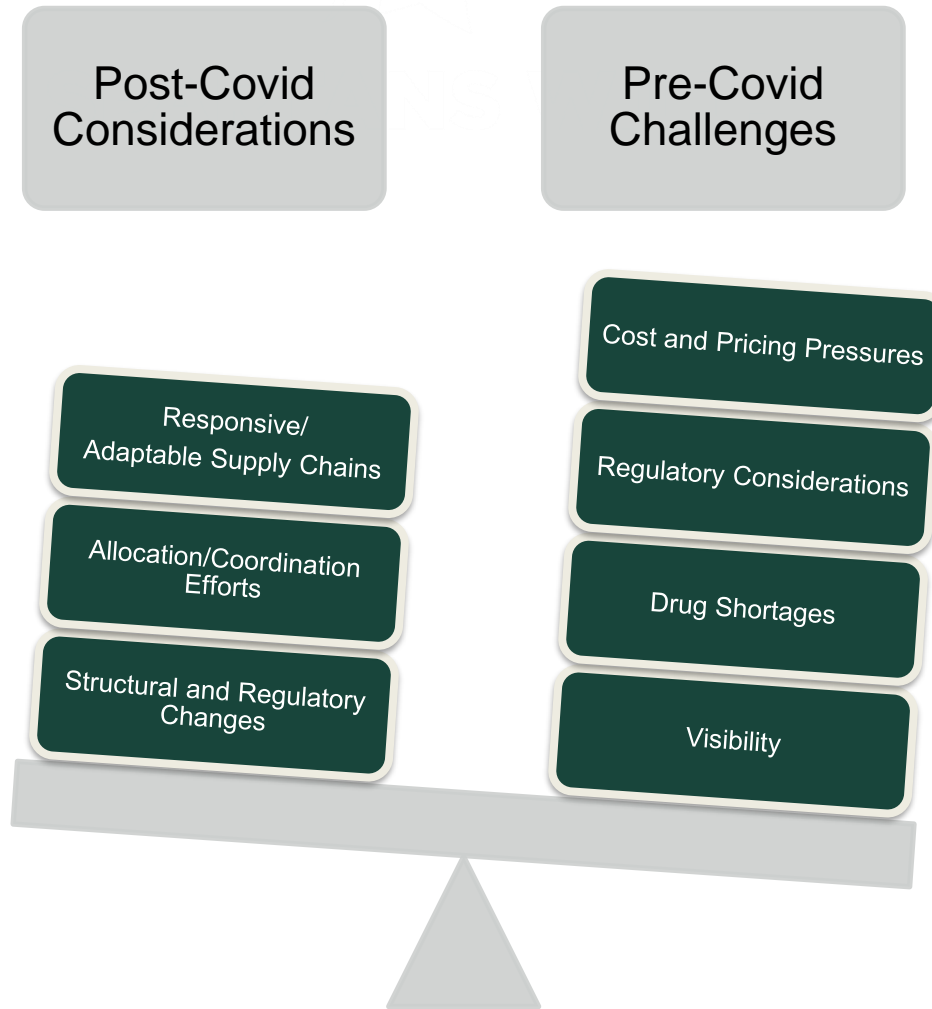 Post-Covid
Considerations
Pre-Covid
Challenges
Responsive/
Adaptable Supply Chains
Allocation/Coordination
Efforts
Structural and Regulatory
Changes
Cost and Pricing Pressures
Regulatory Considerations
Drug Shortages
Visibility